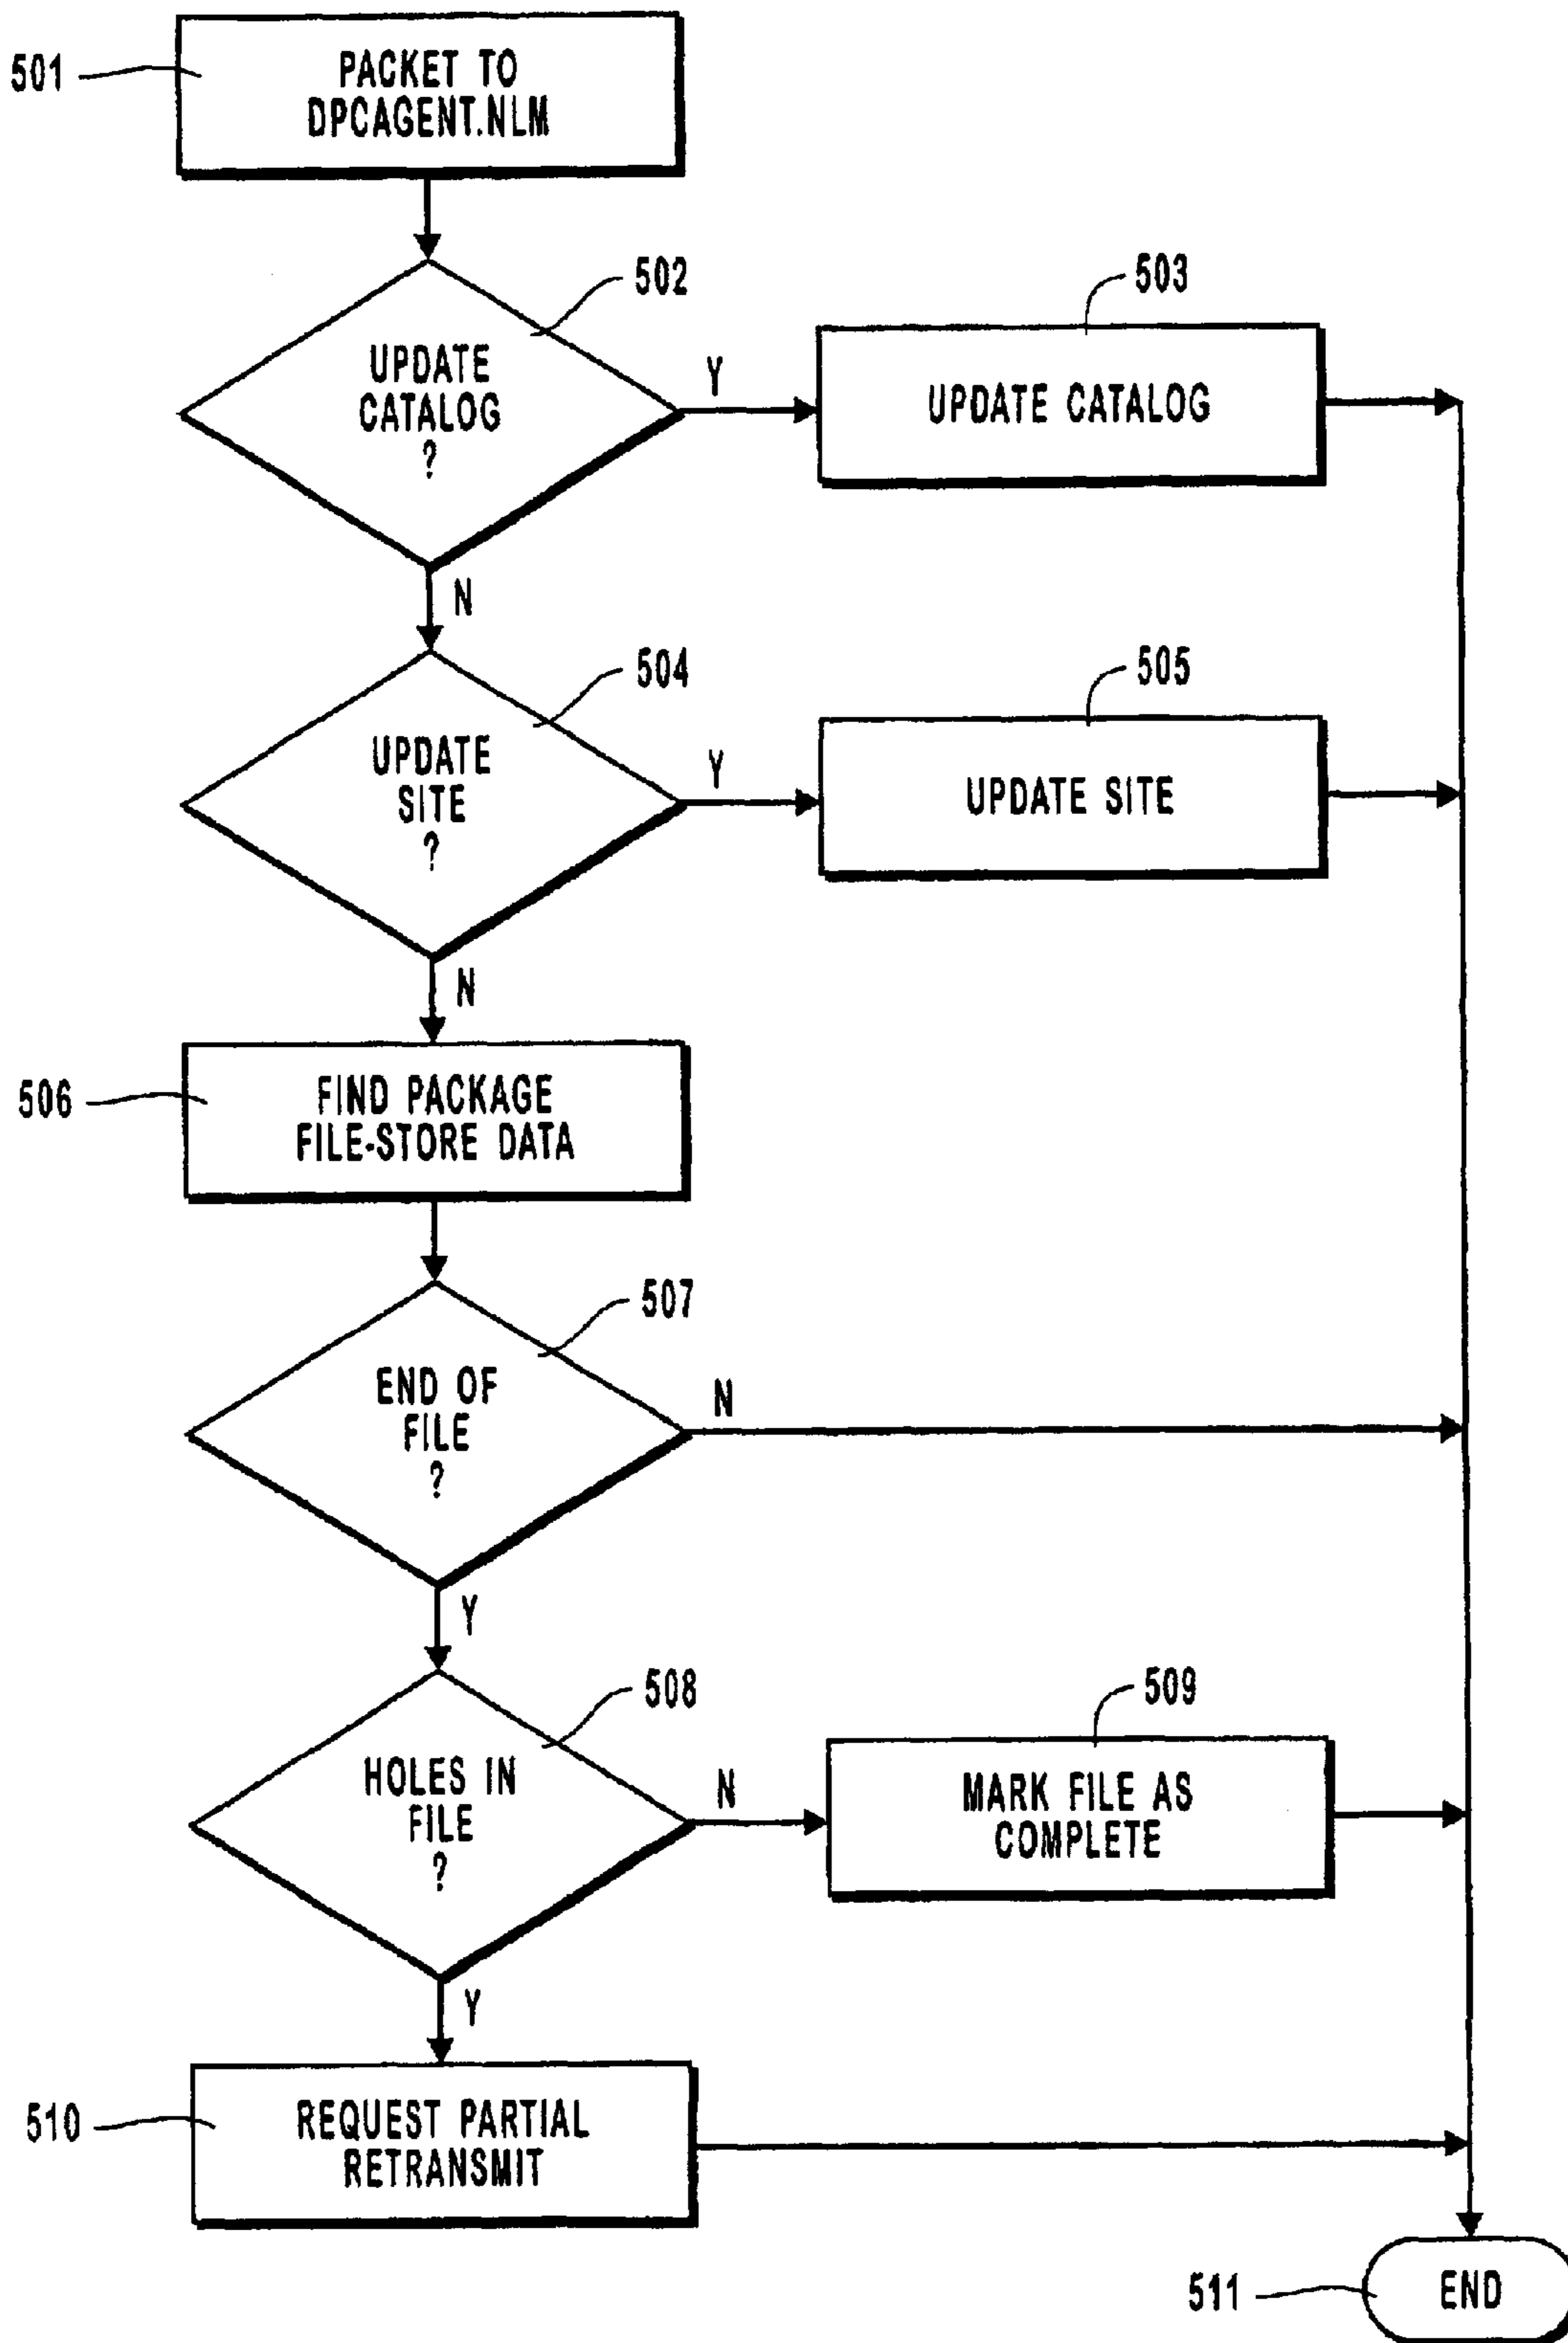 501
PACKET TO
DPCAGENT.NLM
502
UPDATE
CATALOG
?
Y
503
UPDATE CATALOG
N
504
UPDATE
SITE
?
Y
505
UPDATE SITE
N
506
FIND PACKAGE
FILE-STORE DATA
507
END OF
FILE
?
N
Y
508
HOLES IN
FILE
?
N
509
MARK FILE AS
COMPLETE
Y
510
REQUEST PARTIAL
RETRANSMIT
511
END